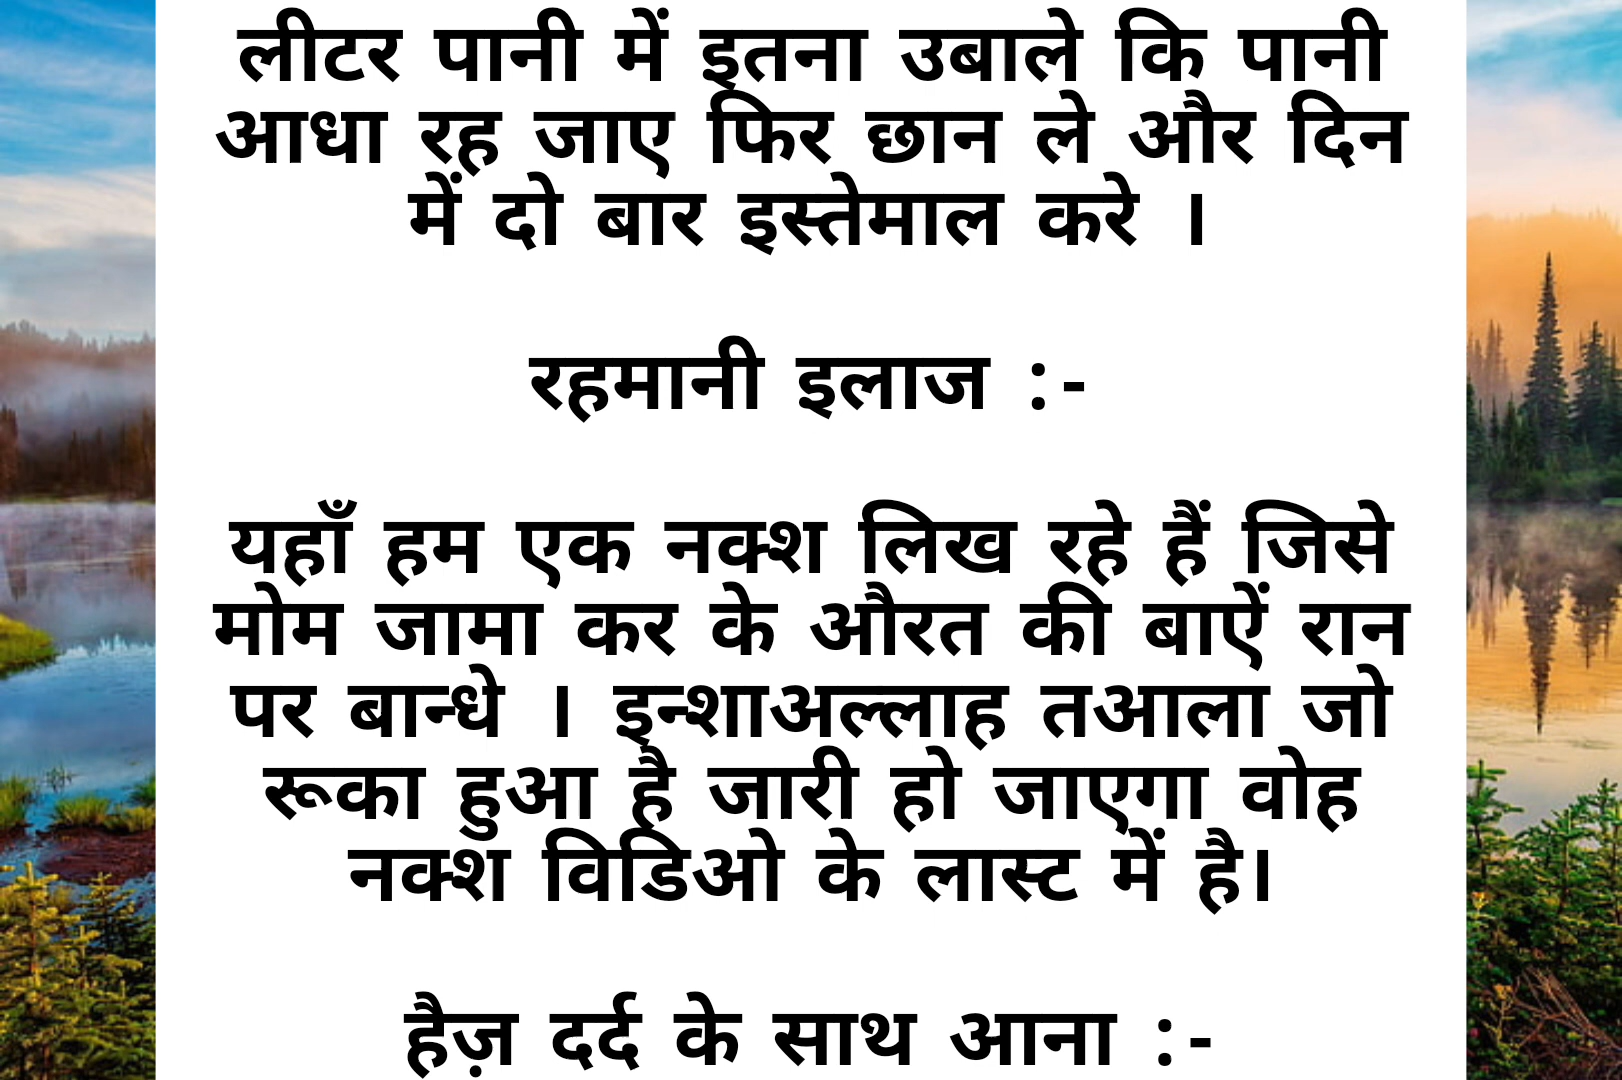 लीटर पानी में इतना उबाले कि पानी
आधा रह जाए फिर छान ले और दिन
में दो बार इस्तेमाल करे ।
रहमानी इलाज :-
यहाँ हम एक नक्श लिख रहे हैं जिसे
मोम जामा कर के औरत की बाऐं रान
पर बान्धे । इन्शाअल्लाह तआला जो
रूका हुआ है जारी हो जाएगा वोह
नक्श विडिओ के लास्ट में है।
हैज़ दर्द के साथ आना :-